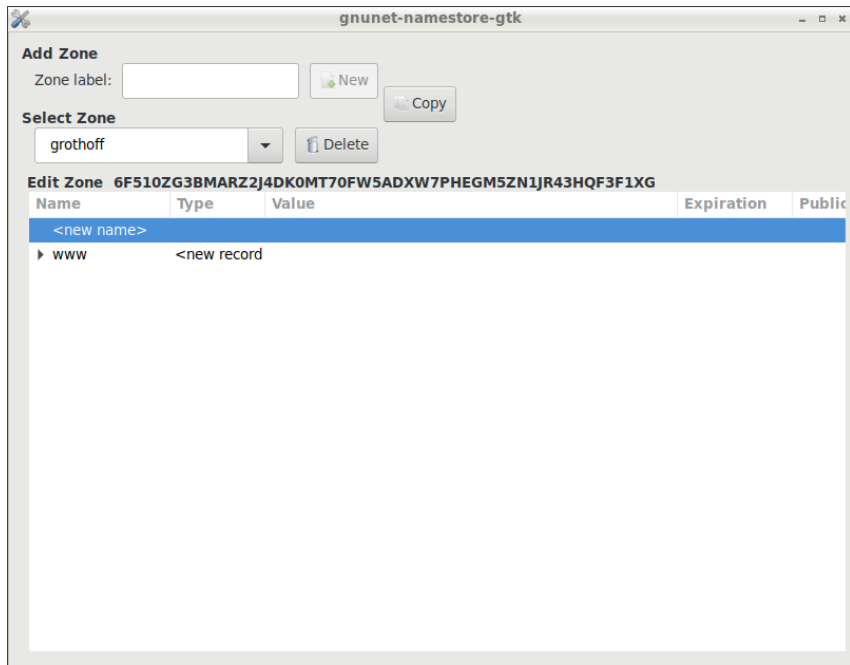 gnunet-namestore-gtk
Add Zone
Zone label:
New
Copy
Select Zone
grothoff
Delete
Edit Zone 6F510ZG3BMARZ2J4DK0MT70FW5ADXW7PHEGM5ZN1JR43HQF3F1XG
Name Type Value Expiration Public
<new name>
www <new record